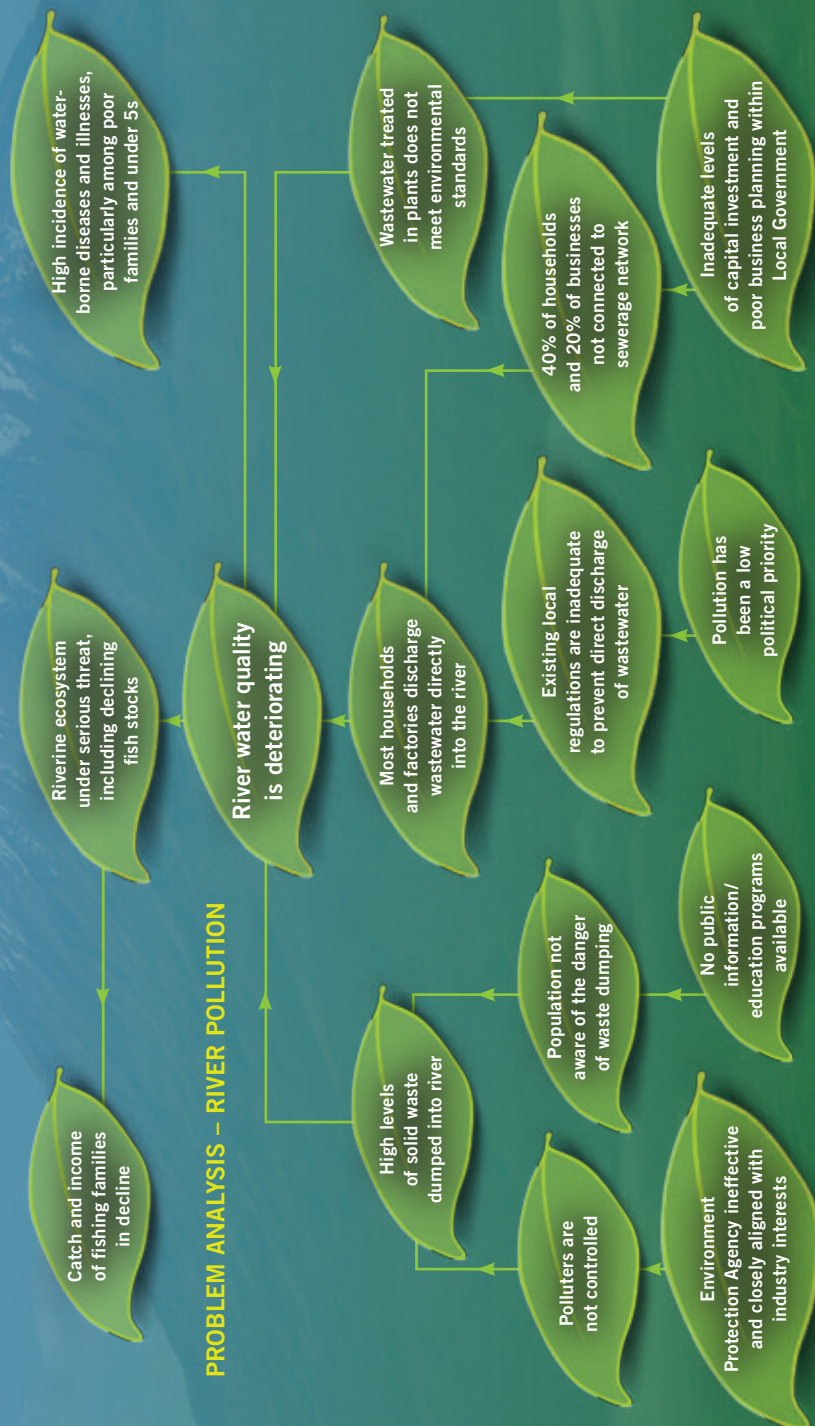 PROBLEM ANALYSIS – RIVER POLLUTION
Catch and income
of fishing families
in decline
Riverine ecosystem
under serious threat,
including declining
fish stocks
High incidence of water-
borne diseases and illnesses,
particularly among poor
families and under 5s
River water quality
is deteriorating
High levels
of solid waste
dumped into river
Most households
and factories discharge
wastewater directly
into the river
Wastewater treated
in plants does not
meet environmental
standards
Polluters are
not controlled
Population not
aware of the danger
of waste dumping
Existing local
regulations are inadequate
to prevent direct discharge
of wastewater
40% of households
and 20% of businesses
not connected to
sewerage network
Environment
Protection Agency ineffective
and closely aligned with
industry interests
No public
information/
education programs
available
Pollution has
been a low
political priority
Inadequate levels
of capital investment and
poor business planning within
Local Government